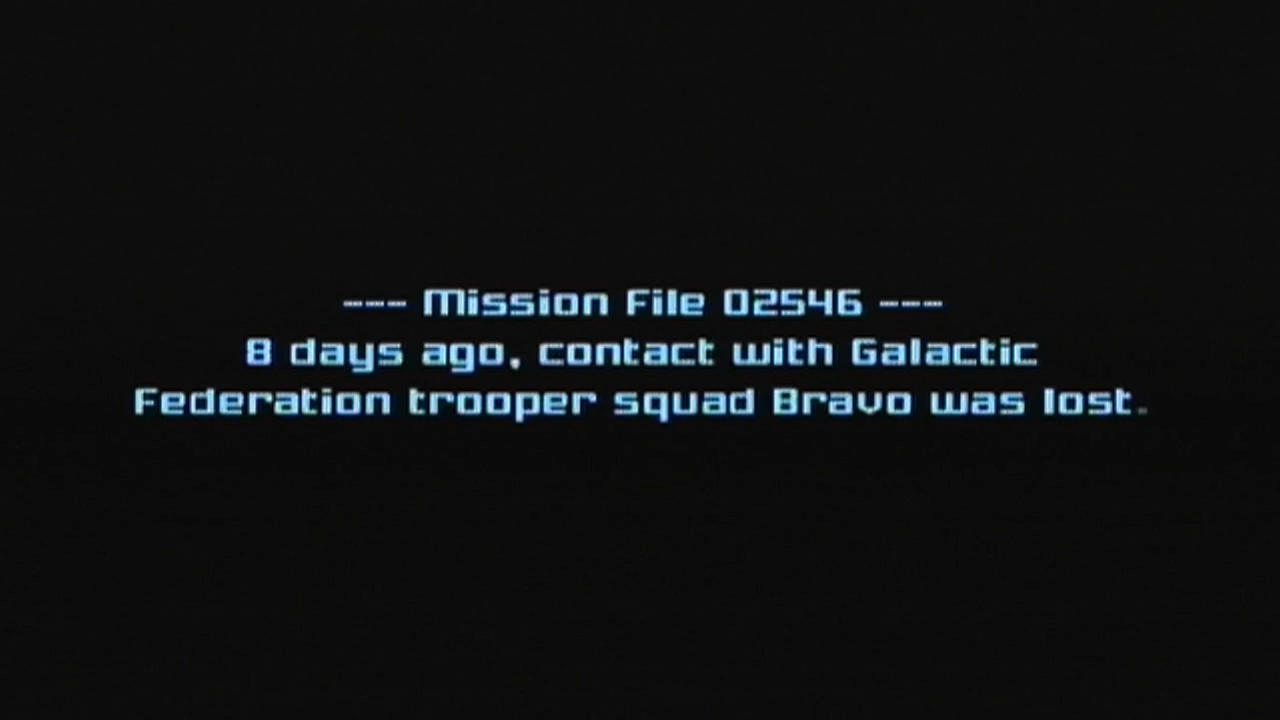 --- Mission File 02546 ---
8 days ago, contact with Galactic
Federation trooper squad Bravo was lost.